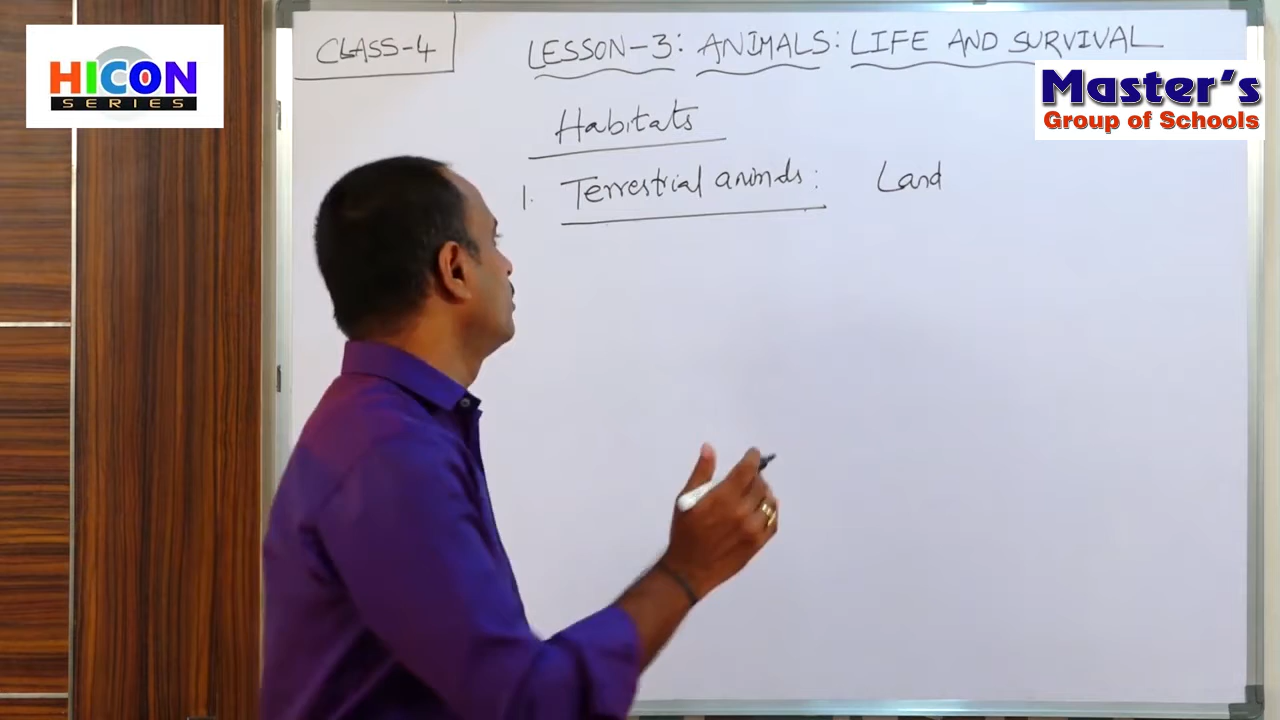 HICON
SERIES
CLASS-4
LESSON-3: ANIMALS: LIFE AND SURVIVAL
Master's
Group of Schools
Habitats
1. Terrestrial animals: Land